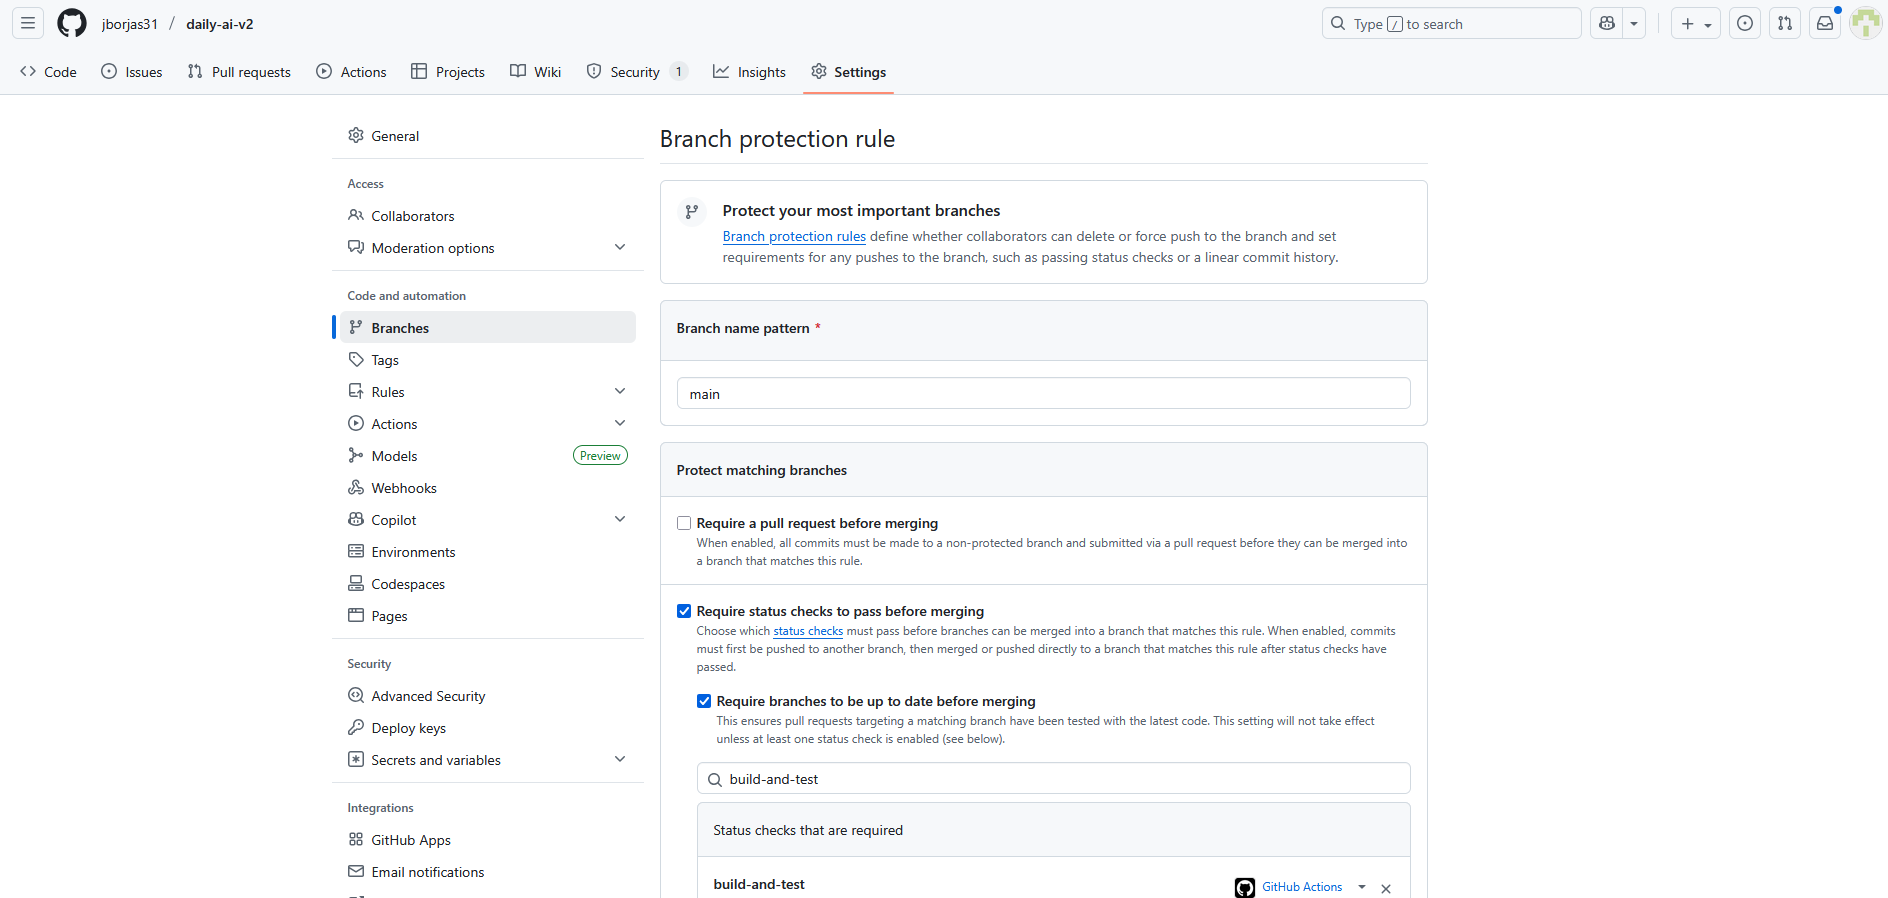 jborjas31 / daily-ai-v2
Type / to search
Code
Issues
Pull requests
Actions
Projects
Wiki
Security 1
Insights
Settings
General
Access
Collaborators
Moderation options
Code and automation
Branches
Tags
Rules
Actions
Models Preview
Webhooks
Copilot
Environments
Codespaces
Pages
Security
Advanced Security
Deploy keys
Secrets and variables
Integrations
GitHub Apps
Email notifications
Branch protection rule
Protect your most important branches
Branch protection rules define whether collaborators can delete or force push to the branch and set
requirements for any pushes to the branch, such as passing status checks or a linear commit history.
Branch name pattern *
main
Protect matching branches
Require a pull request before merging
When enabled, all commits must be made to a non-protected branch and submitted via a pull request before they can be merged into
a branch that matches this rule.
Require status checks to pass before merging
Choose which status checks must pass before branches can be merged into a branch that matches this rule. When enabled, commits
must first be pushed to another branch, then merged or pushed directly to a branch that matches this rule after status checks have
passed.
Require branches to be up to date before merging
This ensures pull requests targeting a matching branch have been tested with the latest code. This setting will not take effect
unless at least one status check is enabled (see below).
build-and-test
Status checks that are required
build-and-test
GitHub Actions